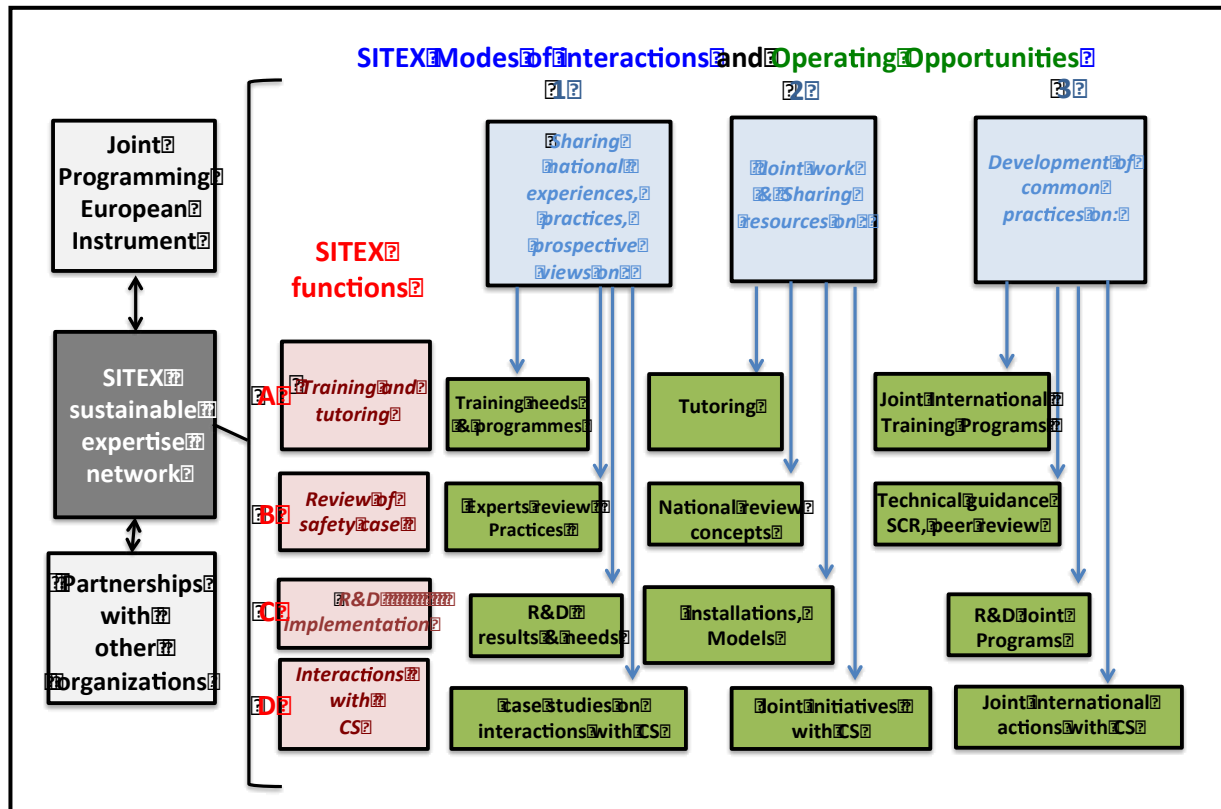 SITEX Modes of interactions and Operating Opportunities
1 2 3
Joint
Programming
European
Instrument
SITEX
sustainable
expertise
network
Partnerships
with
other
organizations
SITEX
functions
Sharing
national
experiences,
practices,
prospective
views on
Joint work
& Sharing
resources on:
Development of
common
practices on:
A
Training and
tutoring
Training needs
& programmes
Tutoring
Joint International
Training Programs
B
Review of
safety case
Experts review
Practices
National review
concepts
Technical guidance
SCR, peer review
C
R&D
Implementation
R&D
results & needs
Installations,
Models
R&D Joint
Programs
D
Interactions
with
CS
case studies on
interactions with CS
Joint initiatives
with CS
Joint international
actions with CS